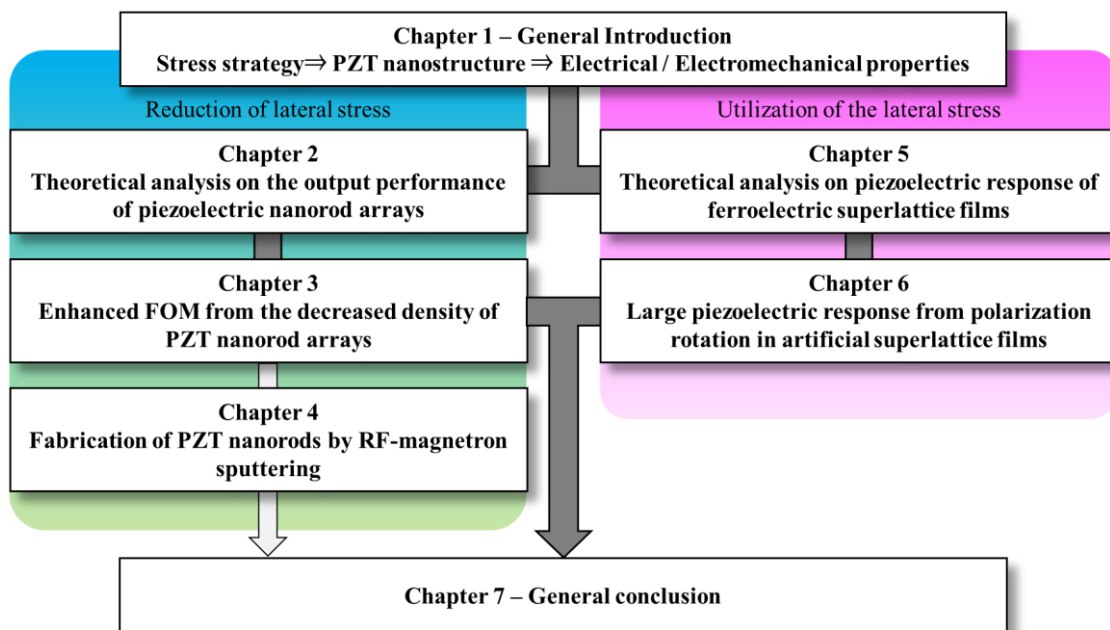 Chapter 1 – General Introduction
Stress strategy⇒ PZT nanostructure ⇒ Electrical / Electromechanical properties
Reduction of lateral stress
Chapter 2
Theoretical analysis on the output performance
of piezoelectric nanorod arrays
Chapter 3
Enhanced FOM from the decreased density of
PZT nanorod arrays
Chapter 4
Fabrication of PZT nanorods by RF-magnetron
sputtering
Utilization of the lateral stress
Chapter 5
Theoretical analysis on piezoelectric response of
ferroelectric superlattice films
Chapter 6
Large piezoelectric response from polarization
rotation in artificial superlattice films
Chapter 7 – General conclusion